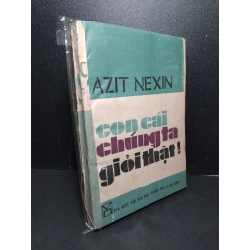 AZIT NEXIN
con cái
chúng ta
giỏi thật!